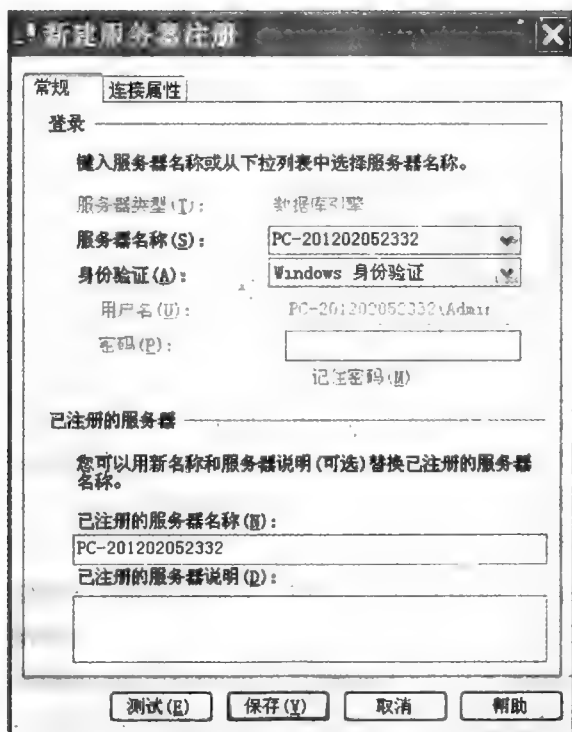 新建服务器注册
常规 连接属性
登录
键入服务器名称或从下拉列表中选择服务器名称。
服务器类型(T): 数据库引擎
服务器名称(S): PC-201202052332
身份验证(A): Windows 身份验证
用户名(U): PC-201202052332\Admin
密码(P):
记住密码(M)
已注册的服务器
您可以用新名称和服务器说明(可选)替换已注册的服务器
名称。
已注册的服务器名称(N):
PC-201202052332
已注册的服务器说明(D):
测试(E) 保存(V) 取消 帮助